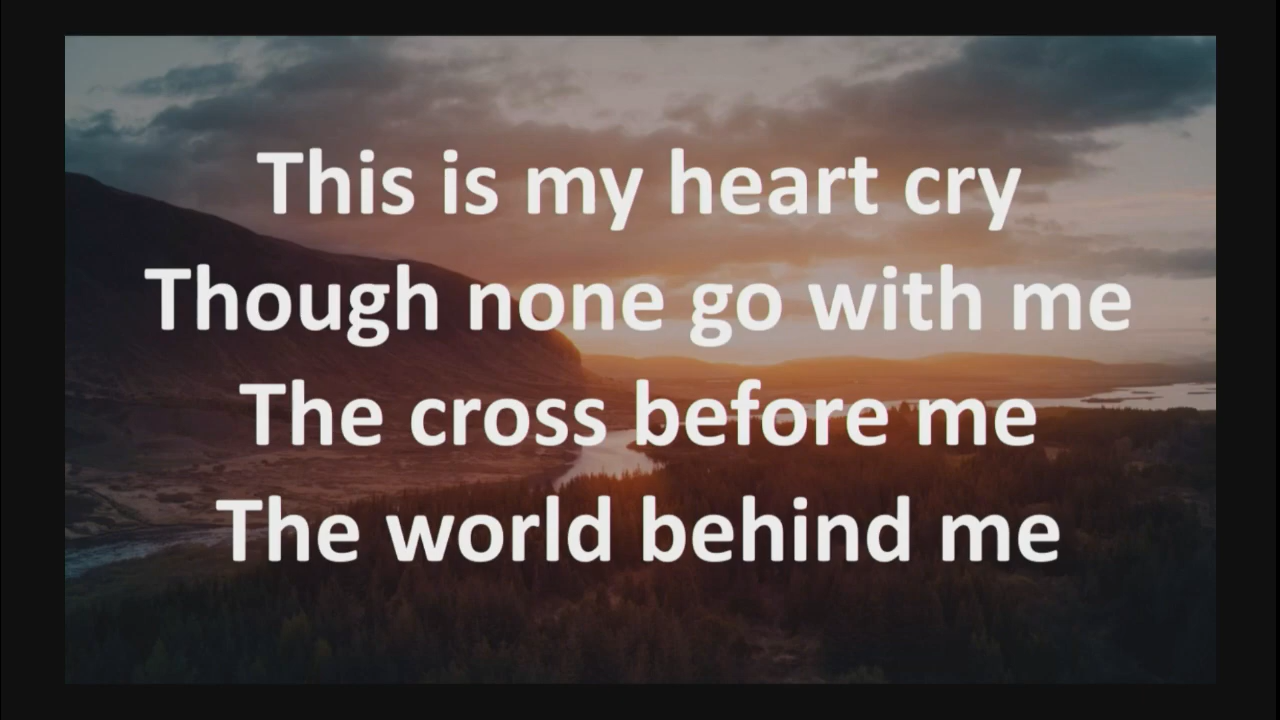 This is my heart cry
Though none go with me
The cross before me
The world behind me